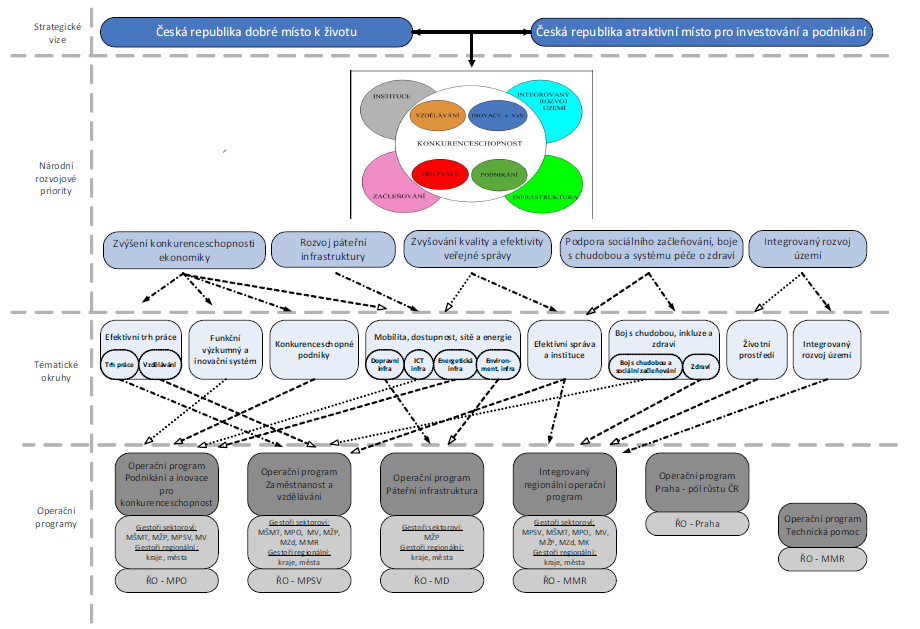 Strategické
vize
Česká republika dobré místo k životu
Česká republika atraktivní místo pro investování a podnikání
Národní
rozvojové
priority
INSTITUCE
INTEGROVANÝ
ROZVOJ
ÚZEMÍ
VZDĚLÁVÁNÍ
INOVACE a VaV
KONKURENCESCHOPNOST
TRH PRÁCE
PODNIKÁNÍ
ZAČLEŇOVÁNÍ
INFRASTRUKTURA
Zvýšení konkurenceschopnosti
ekonomiky
Rozvoj páteřní
infrastruktury
Zvyšování kvality a efektivity
veřejné správy
Podpora sociálního začleňování, boje
s chudobou a systému péče o zdraví
Integrovaný rozvoj
území
Tématické
okruhy
Efektivní trh práce
Trh práce
Vzdělávání
Funkční
výzkumný a
inovační systém
Konkurenceschopné
podniky
Mobilita, dostupnost, sítě a energie
Dopravní
infra
ICT
infra
Energetická
infra
Environ-
ment. infra
Efektivní správa
a instituce
Boj s chudobou, inkluze a
zdraví
Boj s chudobou a
sociální začleňování
Zdraví
Životní
prostředí
Integrovaný
rozvoj území
Operační
programy
Operační program
Podnikání a inovace
pro
konkurenceschopnost
Gestoři sektoroví:
MŠMT, MŽP, MPSV, MV
Gestoři regionální:
kraje, města
ŘO - MPO
Operační program
Zaměstnanost a
vzdělávání
Gestoři sektoroví:
MŠMT, MPO, MV, MŽP,
MZd, MMR
Gestoři regionální:
kraje, města
ŘO - MPSV
Operační program
Páteřní infrastruktura
Gestoři sektoroví:
MŽP
Gestoři regionální:
kraje, města
ŘO - MD
Integrovaný
regionální operační
program
Gestoři sektoroví:
MPSV, MŠMT, MPO, MV,
MŽP, MZd, MK
Gestoři regionální:
kraje, města
ŘO - MMR
Operační program
Praha - pól růstu ČR
ŘO - Praha
Operační program
Technická pomoc
ŘO - MMR